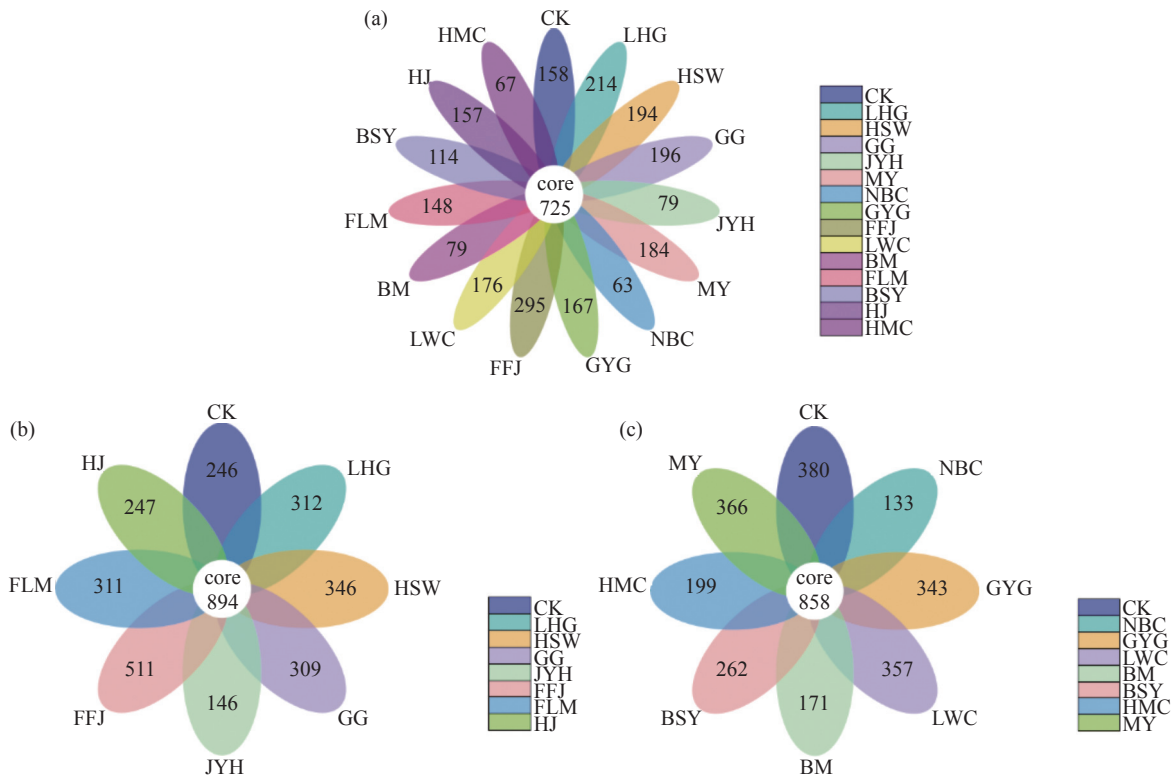 (a)
CK
LHG
HSW
GG
JYH
MY
NBC
GYG
FFJ
LWC
BM
FLM
BSY
HJ
HMC
158
214
194
196
79
184
63
167
295
176
79
148
114
157
67
core
725
CK
LHG
HSW
GG
JYH
MY
NBC
GYG
FFJ
LWC
BM
FLM
BSY
HJ
HMC
(b)
CK
LHG
HSW
GG
JYH
FFJ
FLM
HJ
246
312
346
309
146
511
311
247
core
894
CK
LHG
HSW
GG
JYH
FFJ
FLM
HJ
(c)
CK
NBC
GYG
LWC
BM
BSY
HMC
MY
380
133
343
357
171
262
199
366
core
858
CK
NBC
GYG
LWC
BM
BSY
HMC
MY